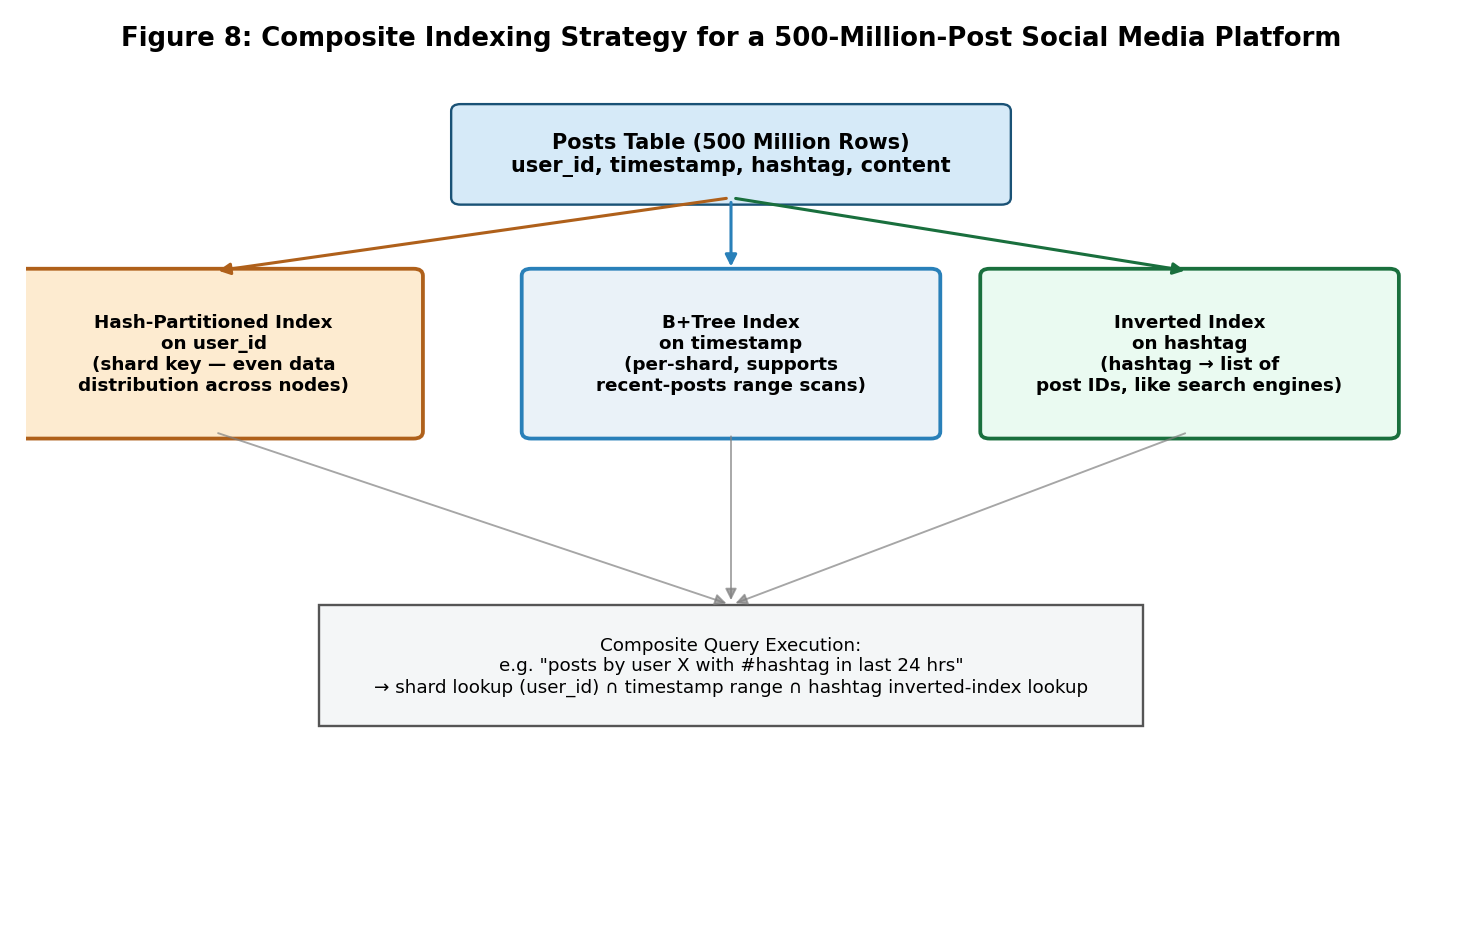 Figure 8: Composite Indexing Strategy for a 500-Million-Post Social Media Platform
Posts Table (500 Million Rows)
user_id, timestamp, hashtag, content
Hash-Partitioned Index
on user_id
(shard key — even data
distribution across nodes)
B+Tree Index
on timestamp
(per-shard, supports
recent-posts range scans)
Inverted Index
on hashtag
(hashtag → list of
post IDs, like search engines)
Composite Query Execution:
e.g. "posts by user X with #hashtag in last 24 hrs"
→ shard lookup (user_id) ∩ timestamp range ∩ hashtag inverted-index lookup